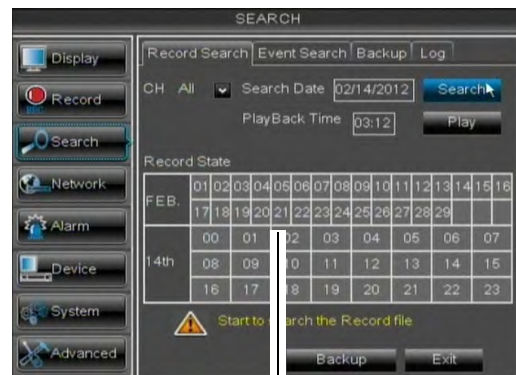 SEARCH
Display
Record
REC
Search
Network
Alarm
Device
System
Advanced
Record Search Event Search Backup Log
CH All Search Date 02/14/2012 Search
PlayBack Time 03:12 Play
Record State
FEB. 01 02 03 04 05 06 07 08 09 10 11 12 13 14 15 16
17 18 19 20 21 22 23 24 25 26 27 28 29
14th 00 01 02 03 04 05 06 07
08 09 10 11 12 13 14 15
16 17 18 19 20 21 22 23
Start to search the Record file
Backup Exit